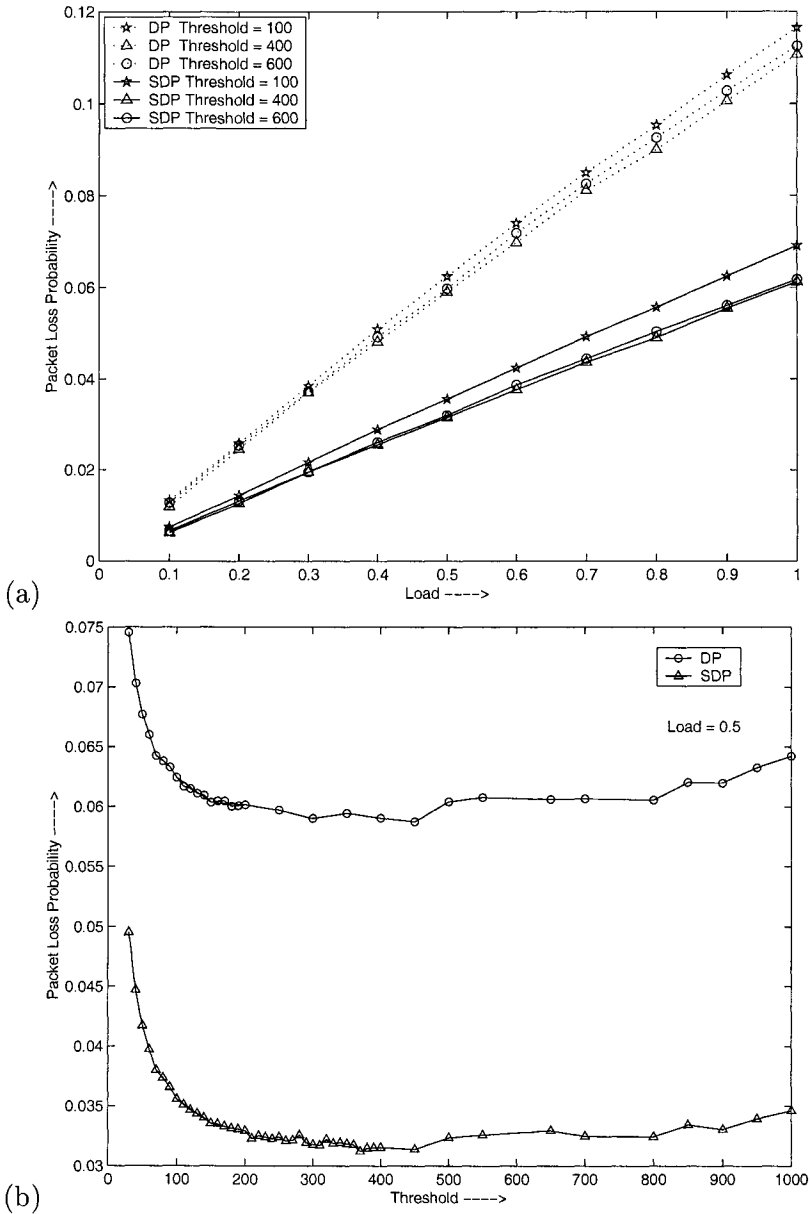 0.12
0.1
0.08
0.06
0.04
0.02
0
Packet Loss Probability ---->
DP Threshold = 100
DP Threshold = 400
DP Threshold = 600
SDP Threshold = 100
SDP Threshold = 400
SDP Threshold = 600
0 0.1 0.2 0.3 0.4 0.5 0.6 0.7 0.8 0.9 1
Load ---->
(a)
0.075
0.07
0.065
0.06
0.055
0.05
0.045
0.04
0.035
0.03
Packet Loss Probability ---->
DP
SDP
Load = 0.5
0 100 200 300 400 500 600 700 800 900 1000
Threshold ---->
(b)